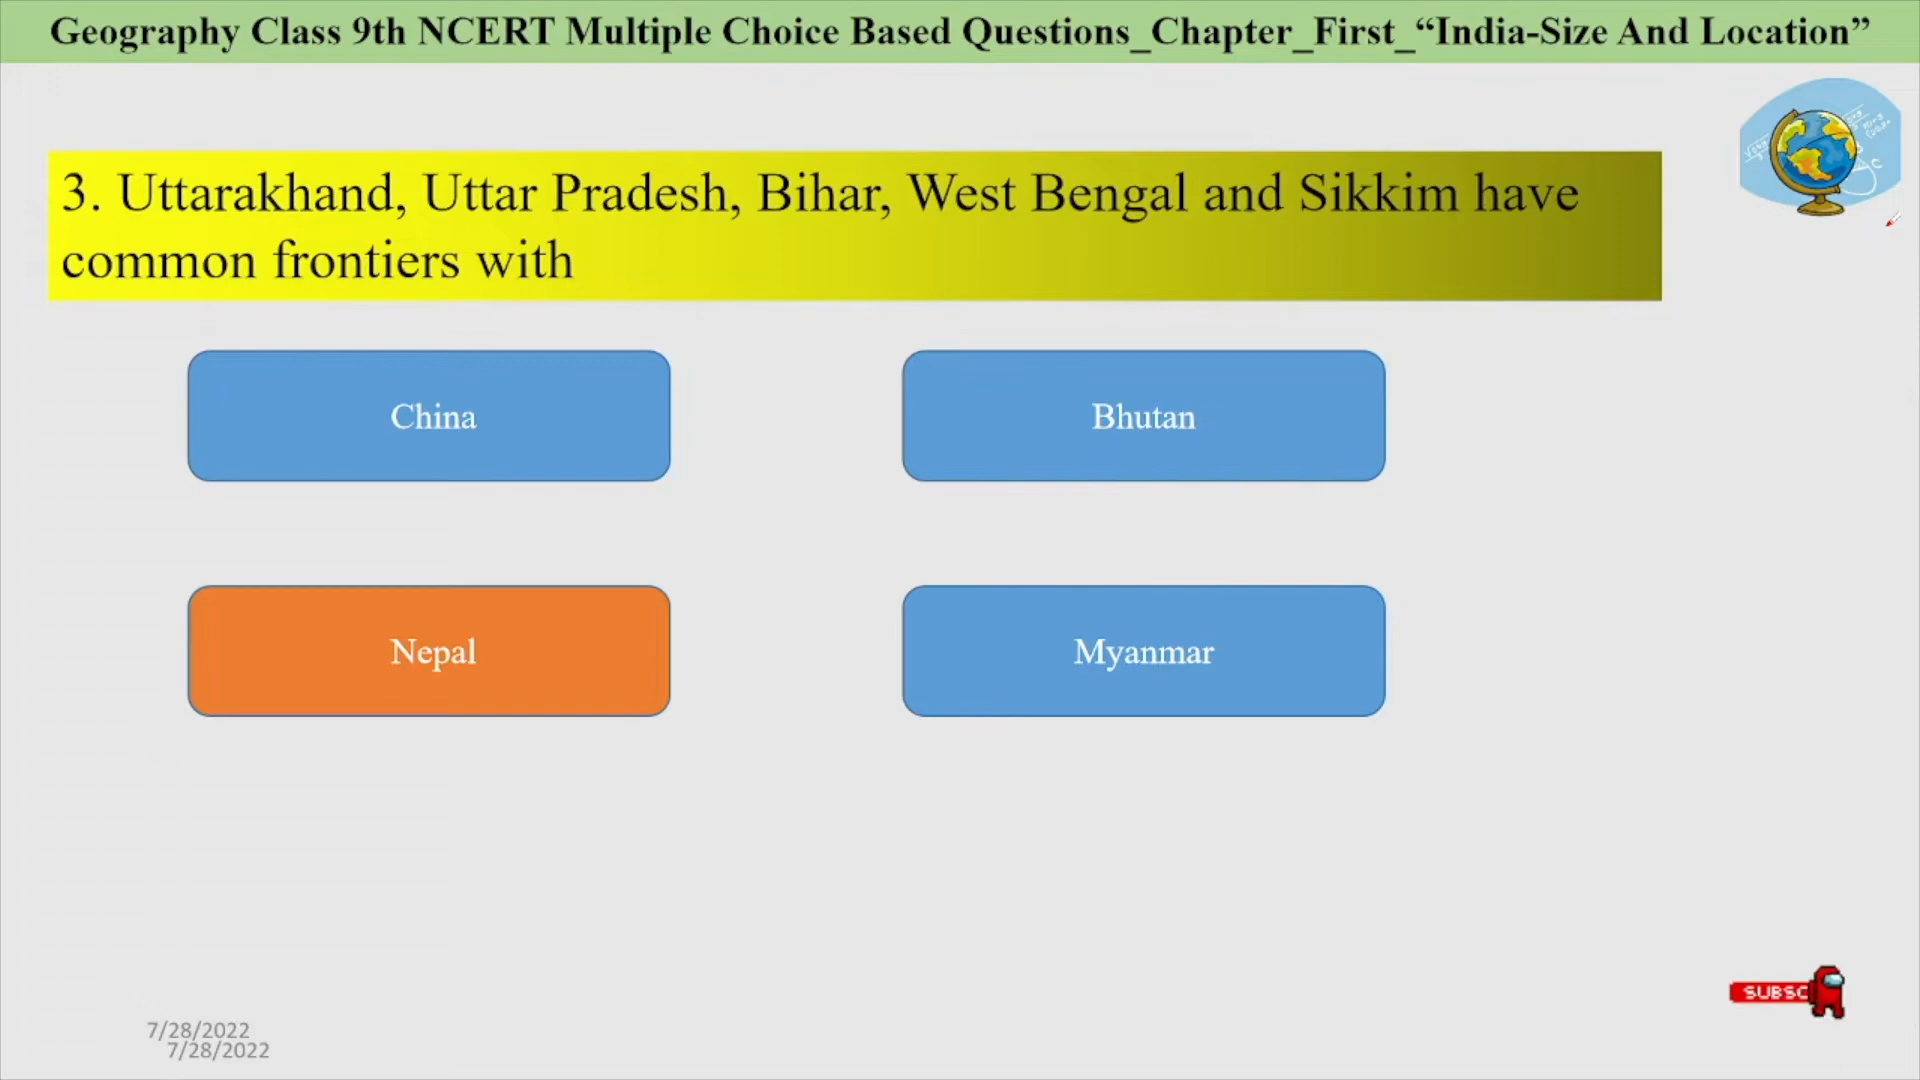 Geography Class 9th NCERT Multiple Choice Based Questions_Chapter_First_“India-Size And Location”
3. Uttarakhand, Uttar Pradesh, Bihar, West Bengal and Sikkim have
common frontiers with
China
Bhutan
Nepal
Myanmar
SUBSC
7/28/2022
7/28/2022